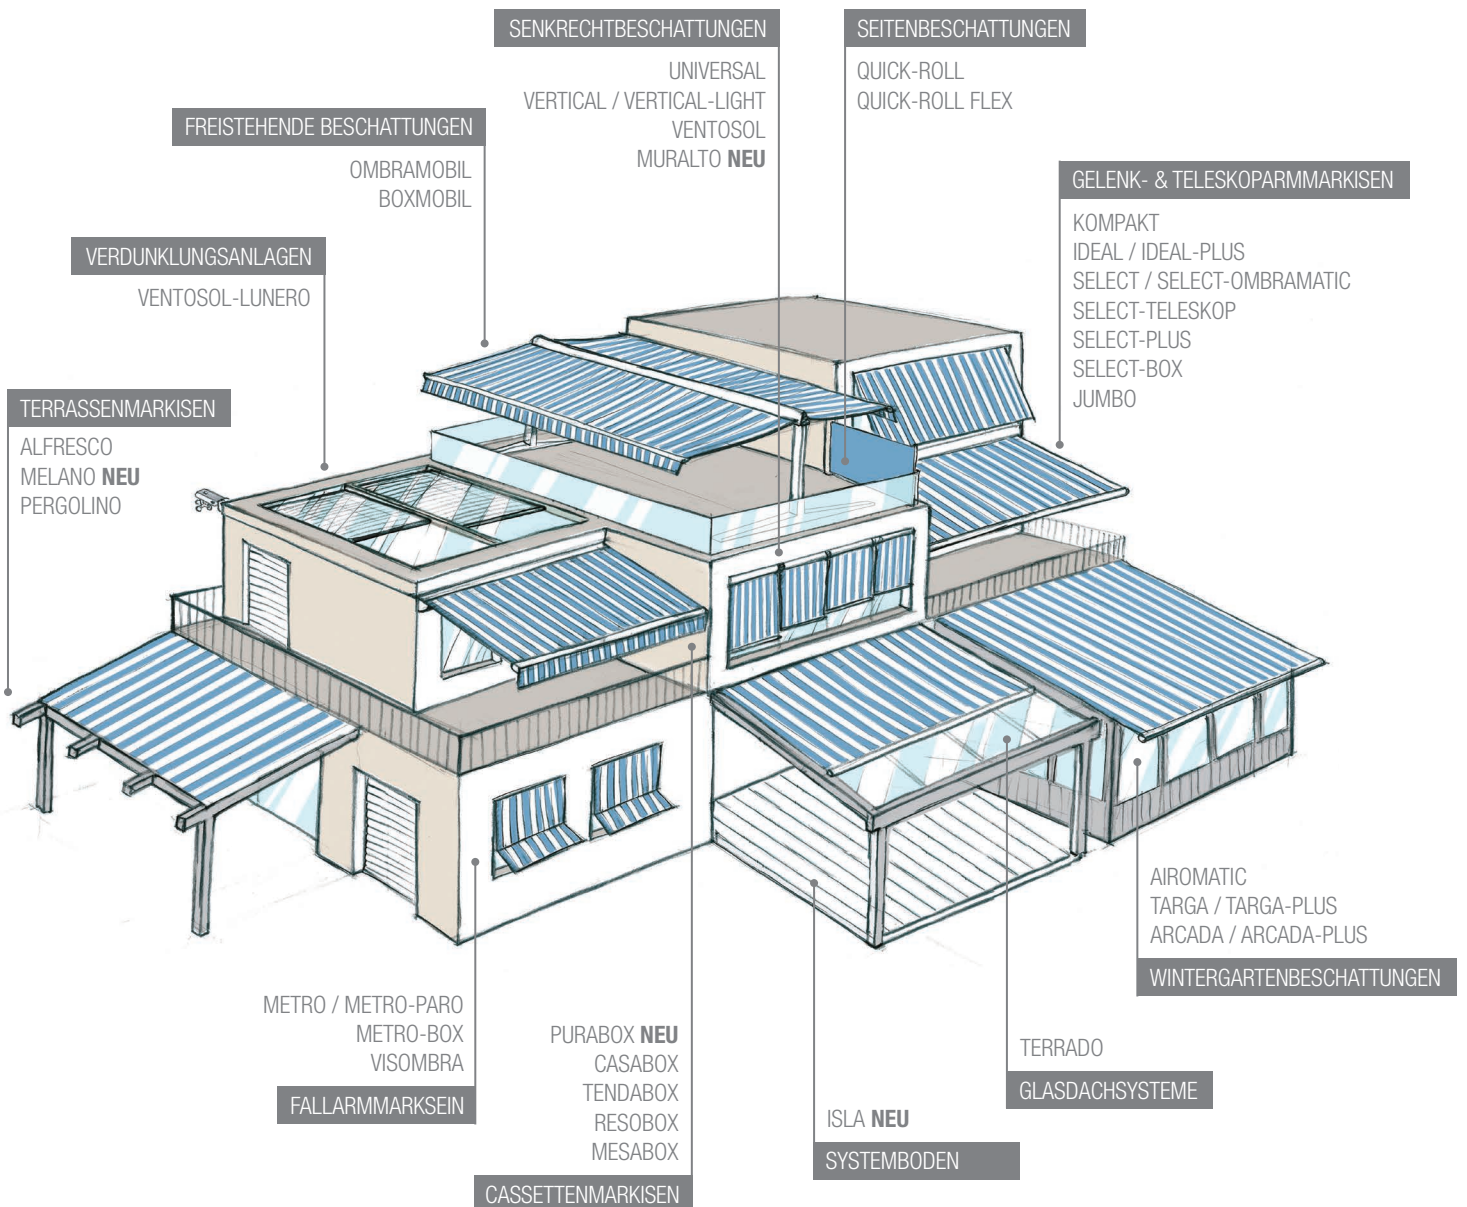 SENKRECHTBESCHATTUNGEN
UNIVERSAL
VERTICAL / VERTICAL-LIGHT
VENTOSOL
MURALTO NEU
SEITENBESCHATTUNGEN
QUICK-ROLL
QUICK-ROLL FLEX
FREISTEHENDE BESCHATTUNGEN
OMBRAMOBIL
BOXMOBIL
GELENK- & TELESKOPARMMARKISEN
KOMPAKT
IDEAL / IDEAL-PLUS
SELECT / SELECT-OMBRAMATIC
SELECT-TELESKOP
SELECT-PLUS
SELECT-BOX
JUMBO
VERDUNKLUNGSANLAGEN
VENTOSOL-LUNERO
TERRASSENMARKISEN
ALFRESCO
MELANO NEU
PERGOLINO
AIROMATIC
TARGA / TARGA-PLUS
ARCADA / ARCADA-PLUS
WINTERGARTENBESCHATTUNGEN
METRO / METRO-PARO
METRO-BOX
VISOMBRA
FALLARMMARKSEIN
PURABOX NEU
CASABOX
TENDABOX
RESOBOX
MESABOX
CASSETTENMARKISEN
TERRADO
GLASDACHSYSTEME
ISLA NEU
SYSTEMBODEN